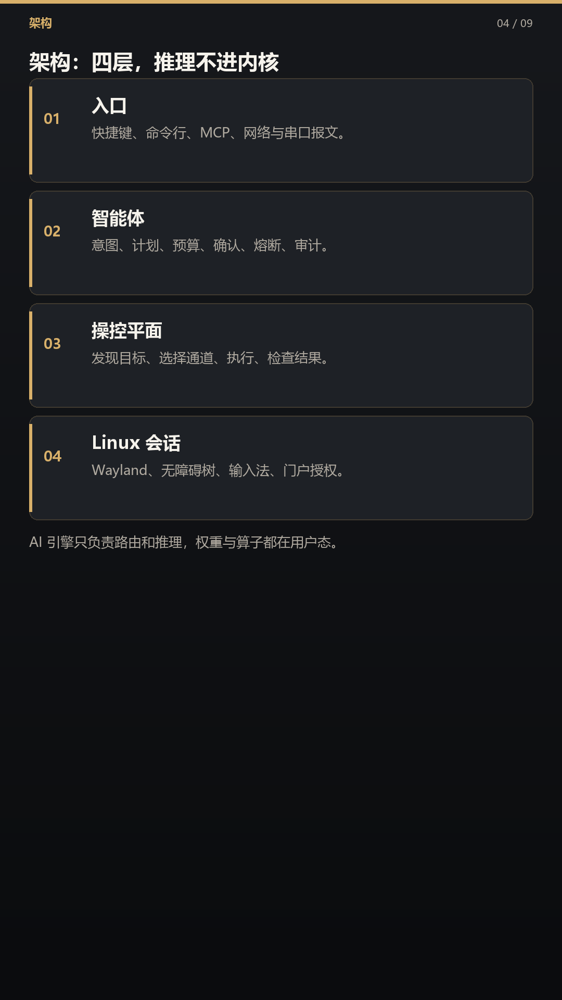 架构
04 / 09
架构：四层，推理不进内核
01
入口
快捷键、命令行、MCP、网络与串口报文。
02
智能体
意图、计划、预算、确认、熔断、审计。
03
操控平面
发现目标、选择通道、执行、检查结果。
04
Linux 会话
Wayland、无障碍树、输入法、门户授权。
AI 引擎只负责路由和推理，权重与算子都在用户态。